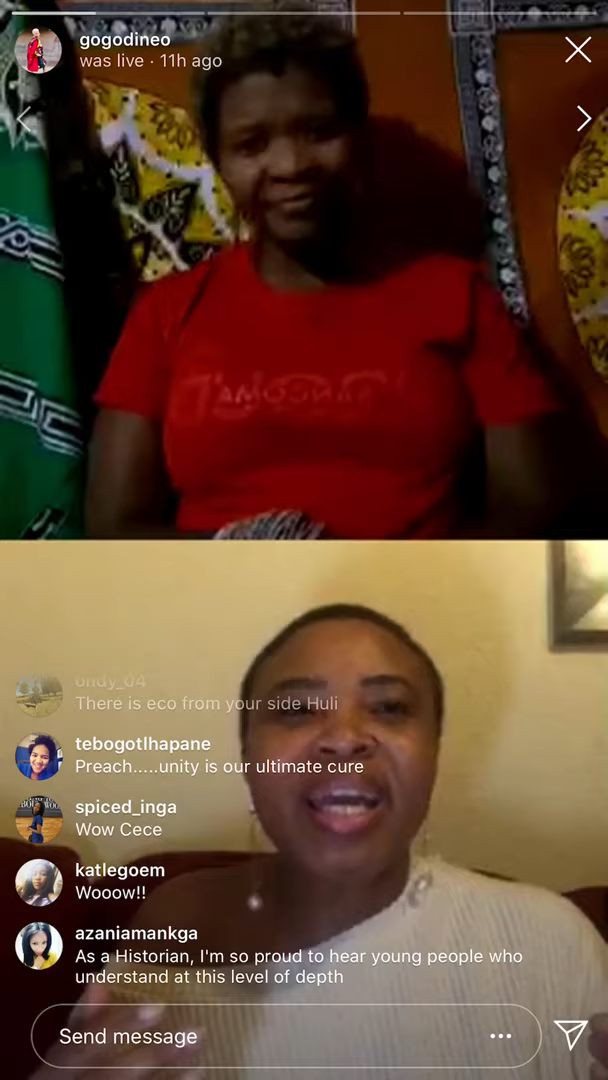 gogodineo
was live · 11h ago
ondy_04
There is eco from your side Huli
tebogotlhapane
Preach.....unity is our ultimate cure
spiced_inga
Wow Cece
katlegoem
Wooow!!
azaniamankga
As a Historian, I'm so proud to hear young people who
understand at this level of depth
Send message